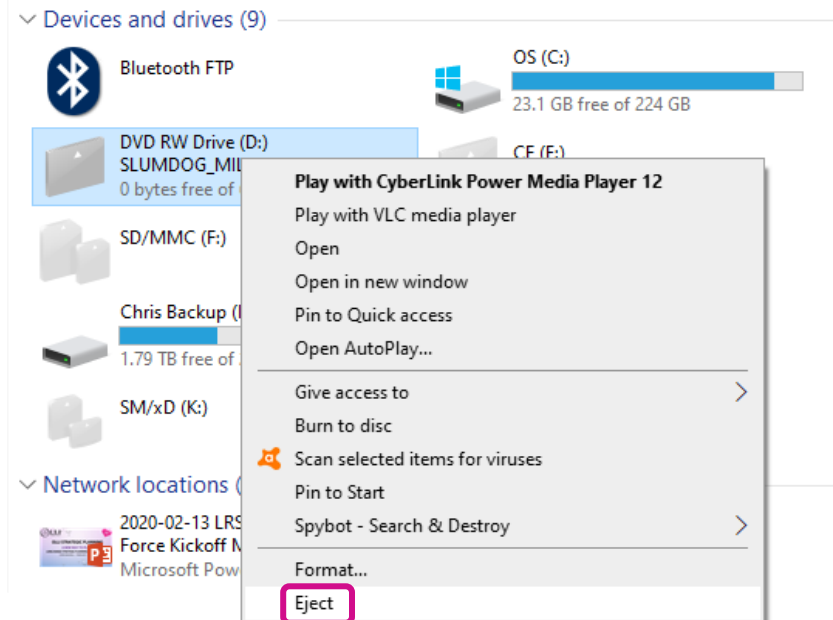 Devices and drives (9)
Bluetooth FTP
OS (C:)
23.1 GB free of 224 GB
DVD RW Drive (D:)
SLUMDOG_MIL
0 bytes free of
CF (E:)
SD/MMC (F:)
Chris Backup (
1.79 TB free of
SM/xD (K:)
Network locations (
2020-02-13 LRS
Force Kickoff M
Microsoft Pow
Play with CyberLink Power Media Player 12
Play with VLC media player
Open
Open in new window
Pin to Quick access
Open AutoPlay...
Give access to
Burn to disc
Scan selected items for viruses
Pin to Start
Spybot - Search & Destroy
Format...
Eject